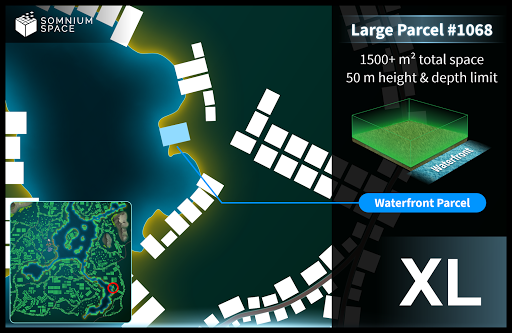 SOMNIUM
SPACE
Large Parcel #1068
1500+ m² total space
50 m height & depth limit
Waterfront
Waterfront Parcel
XL